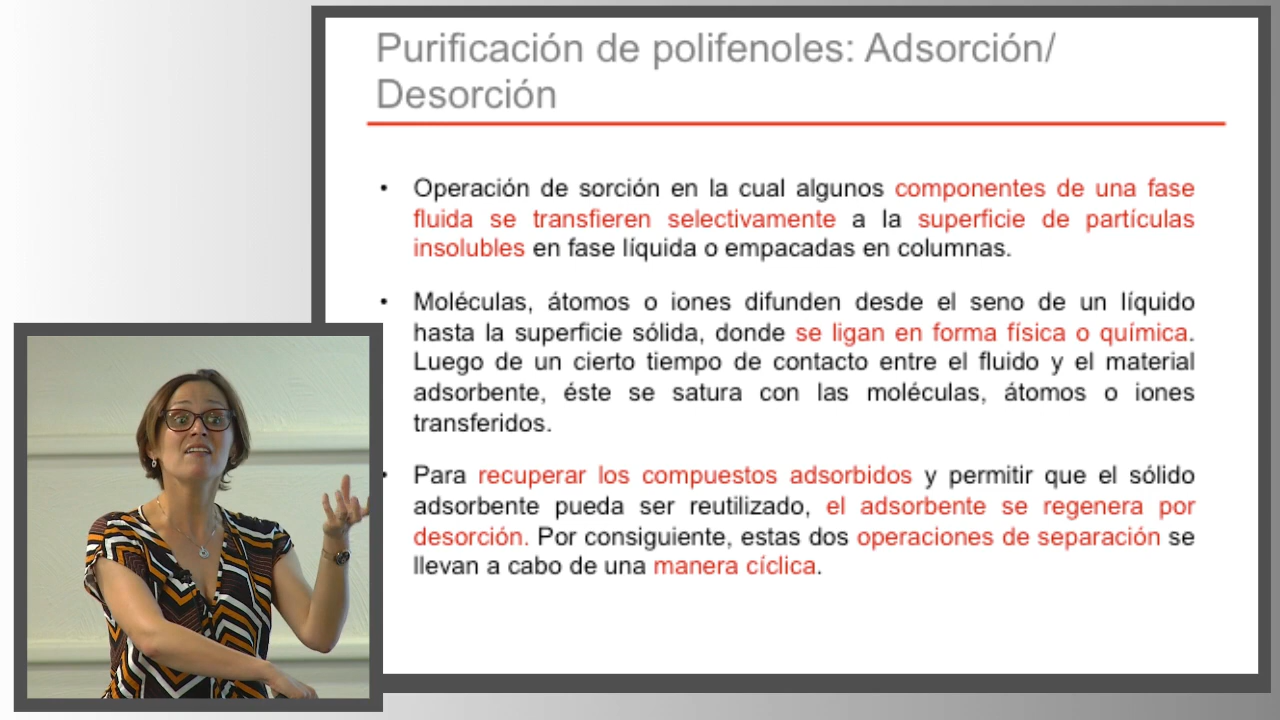 Purificación de polifenoles: Adsorción/
Desorción
• Operación de sorción en la cual algunos componentes de una fase
fluida se transfieren selectivamente a la superficie de partículas
insolubles en fase líquida o empacadas en columnas.
• Moléculas, átomos o iones difunden desde el seno de un líquido
hasta la superficie sólida, donde se ligan en forma física o química.
Luego de un cierto tiempo de contacto entre el fluido y el material
adsorbente, éste se satura con las moléculas, átomos o iones
transferidos.
• Para recuperar los compuestos adsorbidos y permitir que el sólido
adsorbente pueda ser reutilizado, el adsorbente se regenera por
desorción. Por consiguiente, estas dos operaciones de separación se
llevan a cabo de una manera cíclica.